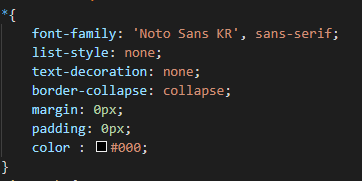 *{
font-family: 'Noto Sans KR', sans-serif;
list-style: none;
text-decoration: none;
border-collapse: collapse;
margin: 0px;
padding: 0px;
color : #000;
}